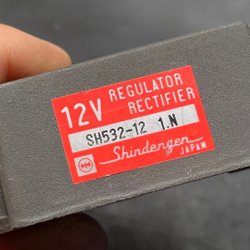 12V REGULATOR
RECTIFIER
SH532-12 1.N
Shindengen
JAPAN